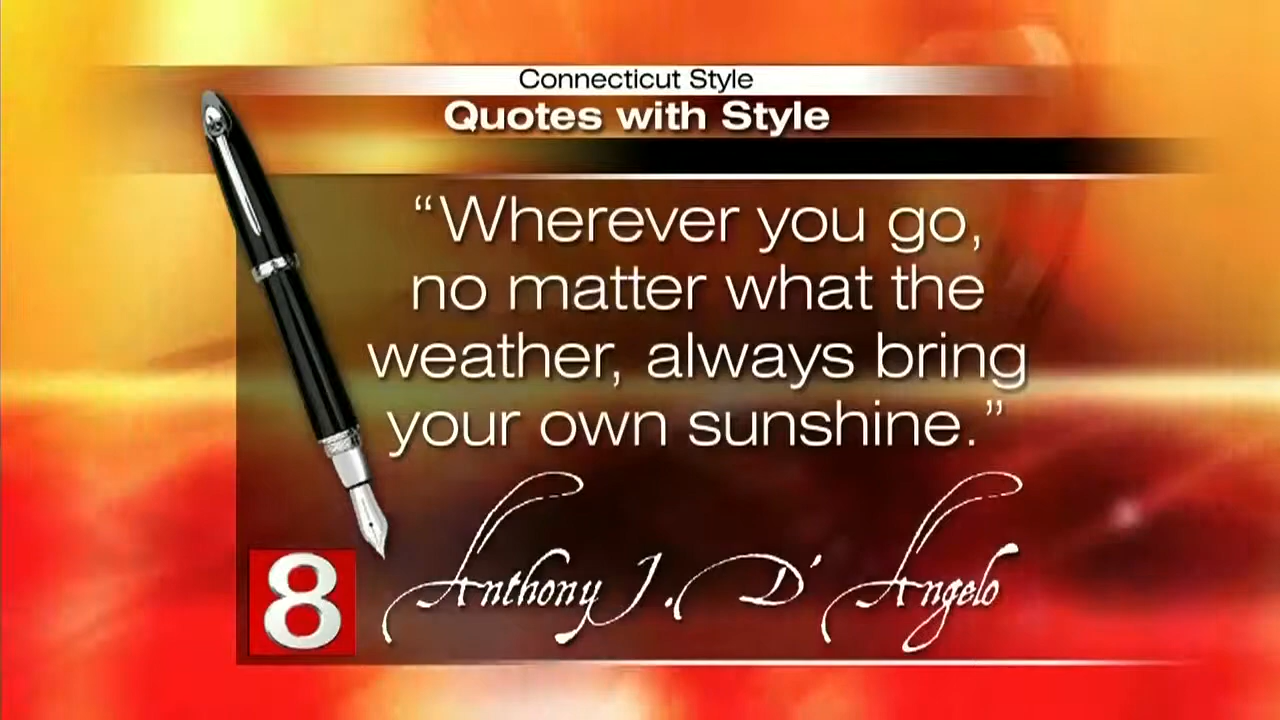 Connecticut Style
Quotes with Style
“Wherever you go,
no matter what the
weather, always bring
your own sunshine.”
Anthony J. D'Angelo
8